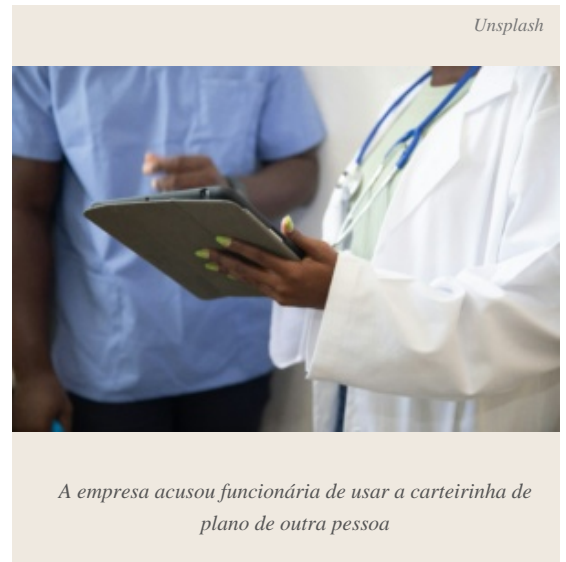 Unsplash
A empresa acusou funcionária de usar a carteirinha de
plano de outra pessoa